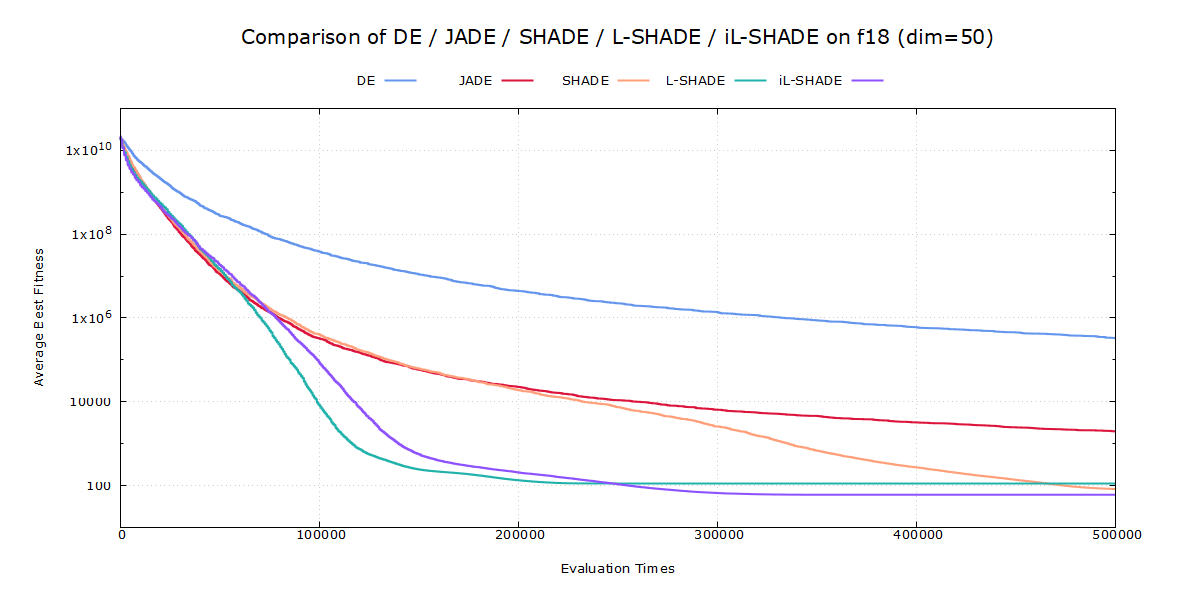 Comparison of DE / JADE / SHADE / L-SHADE / iL-SHADE on f18 (dim=50)
DE JADE SHADE L-SHADE iL-SHADE
1x10^10
1x10^8
1x10^6
10000
100
Average Best Fitness
0 100000 200000 300000 400000 500000
Evaluation Times